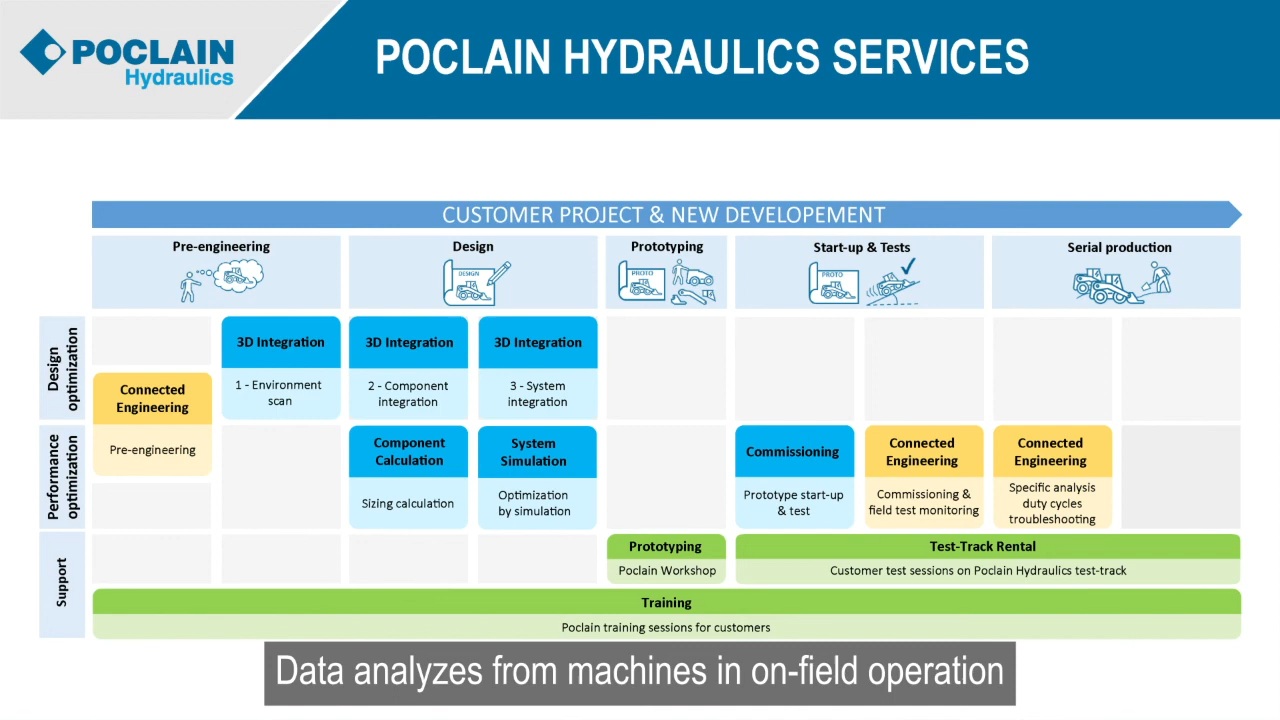 POCLAIN
Hydraulics
POCLAIN HYDRAULICS SERVICES
CUSTOMER PROJECT & NEW DEVELOPEMENT
Pre-engineering
Design
Prototyping
Start-up & Tests
Serial production
DESIGN
PROTO
PROTO
Design
optimization
3D Integration
1 - Environment
scan
3D Integration
2 - Component
integration
3D Integration
3 - System
integration
Connected
Engineering
Pre-engineering
Performance
optimization
Component
Calculation
Sizing calculation
System
Simulation
Optimization
by simulation
Commissioning
Prototype start-up
& test
Connected
Engineering
Commissioning &
field test monitoring
Connected
Engineering
Specific analysis
duty cycles
troubleshooting
Support
Prototyping
Poclain Workshop
Test-Track Rental
Customer test sessions on Poclain Hydraulics test-track
Training
Poclain training sessions for customers
Data analyzes from machines in on-field operation